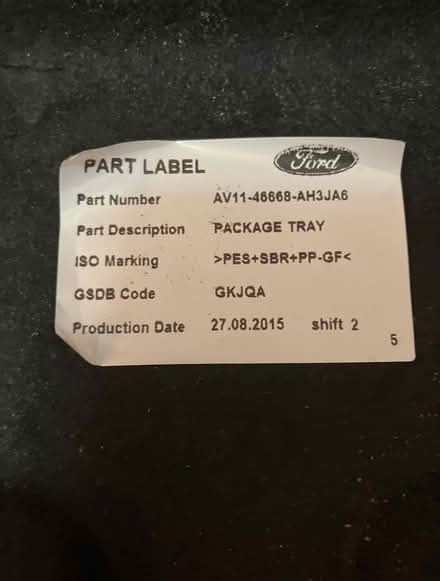 PART LABEL Ford
Part Number AV11-46668-AH3JA6
Part Description PACKAGE TRAY
ISO Marking >PES+SBR+PP-GF<
GSDB Code GKJQA
Production Date 27.08.2015 shift 2
5